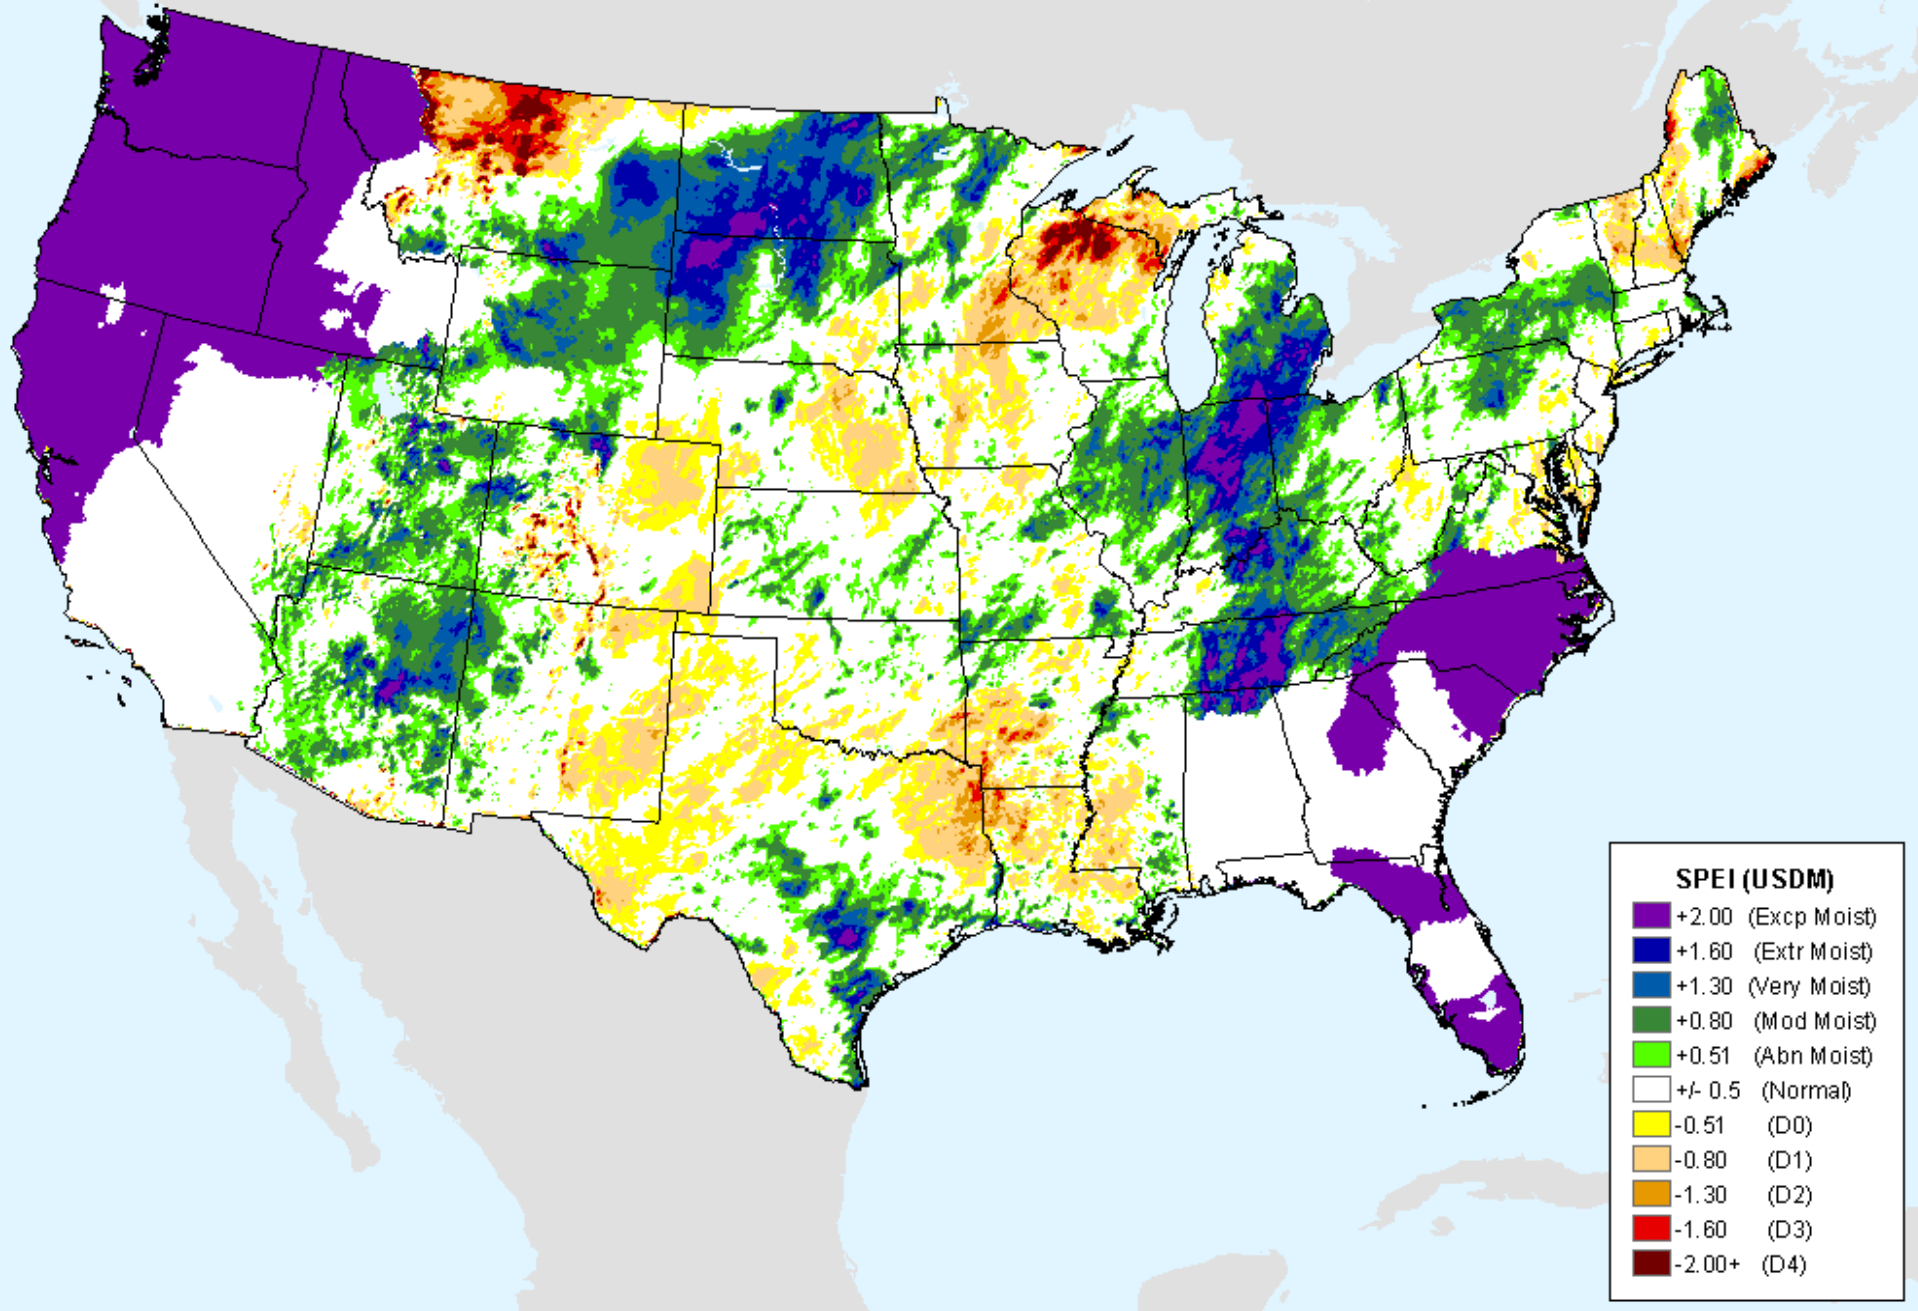 SPEI (USDM)
+2.00 (Excp Moist)
+1.60 (Extr Moist)
+1.30 (Very Moist)
+0.80 (Mod Moist)
+0.51 (Abn Moist)
+/- 0.5 (Normal)
-0.51 (D0)
-0.80 (D1)
-1.30 (D2)
-1.60 (D3)
-2.00+ (D4)